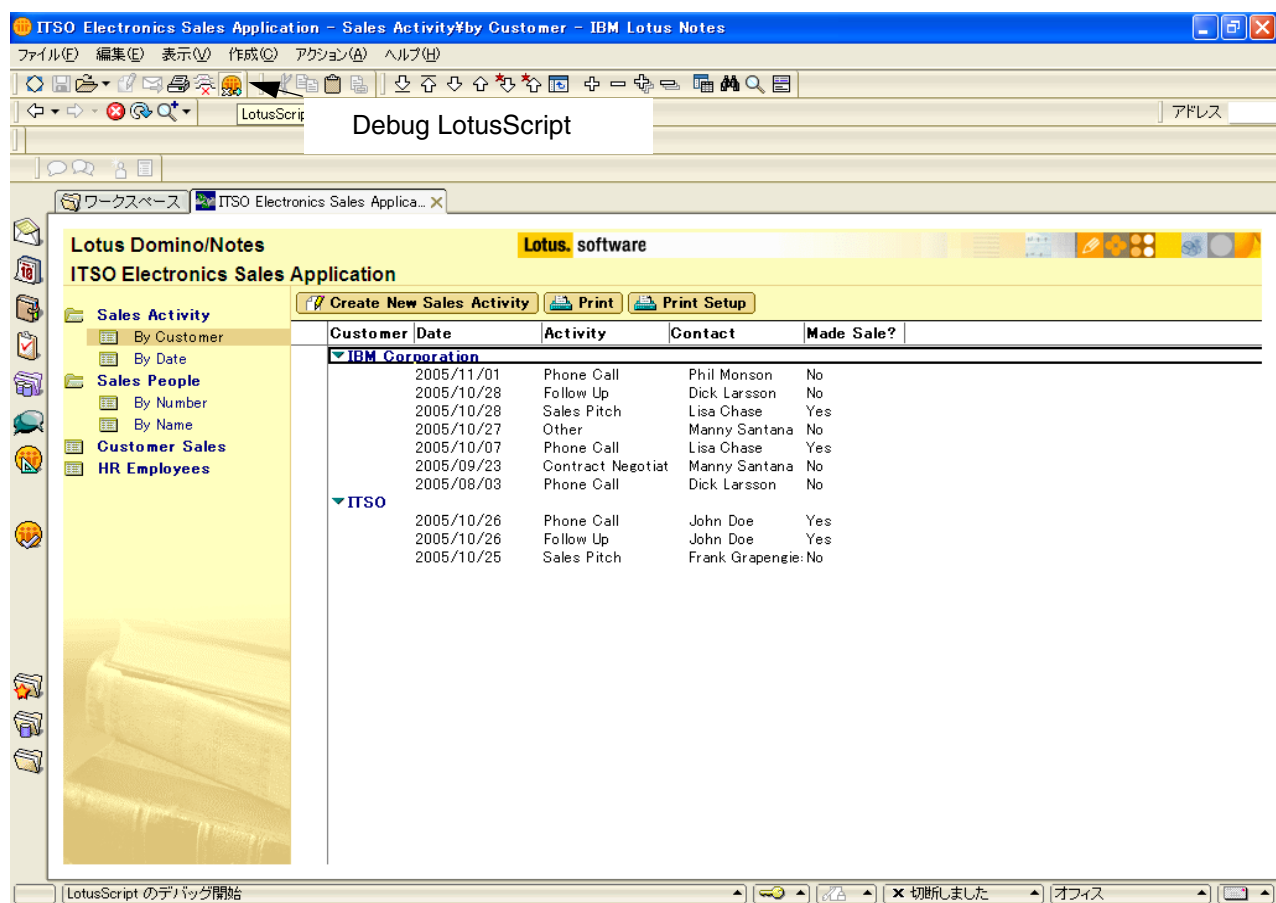 ITSO Electronics Sales Application - Sales Activity¥by Customer - IBM Lotus Notes
ファイル(F) 編集(E) 表示(V) 作成(C) アクション(A) ヘルプ(H)
LotusScrip
Debug LotusScript
アドレス
ワークスペース ITSO Electronics Sales Applica...
Lotus Domino/Notes
Lotus. software
ITSO Electronics Sales Application
Create New Sales Activity Print Print Setup
Sales Activity
By Customer
By Date
Sales People
By Number
By Name
Customer Sales
HR Employees
Customer Date Activity Contact Made Sale?
IBM Corporation
2005/11/01 Phone Call Phil Monson No
2005/10/28 Follow Up Dick Larsson No
2005/10/28 Sales Pitch Lisa Chase Yes
2005/10/27 Other Manny Santana No
2005/10/07 Phone Call Lisa Chase Yes
2005/09/23 Contract Negotiat Manny Santana No
2005/08/03 Phone Call Dick Larsson No
ITSO
2005/10/26 Phone Call John Doe Yes
2005/10/26 Follow Up John Doe Yes
2005/10/25 Sales Pitch Frank Grapengie: No
LotusScript のデバッグ開始 切断しました オフィス